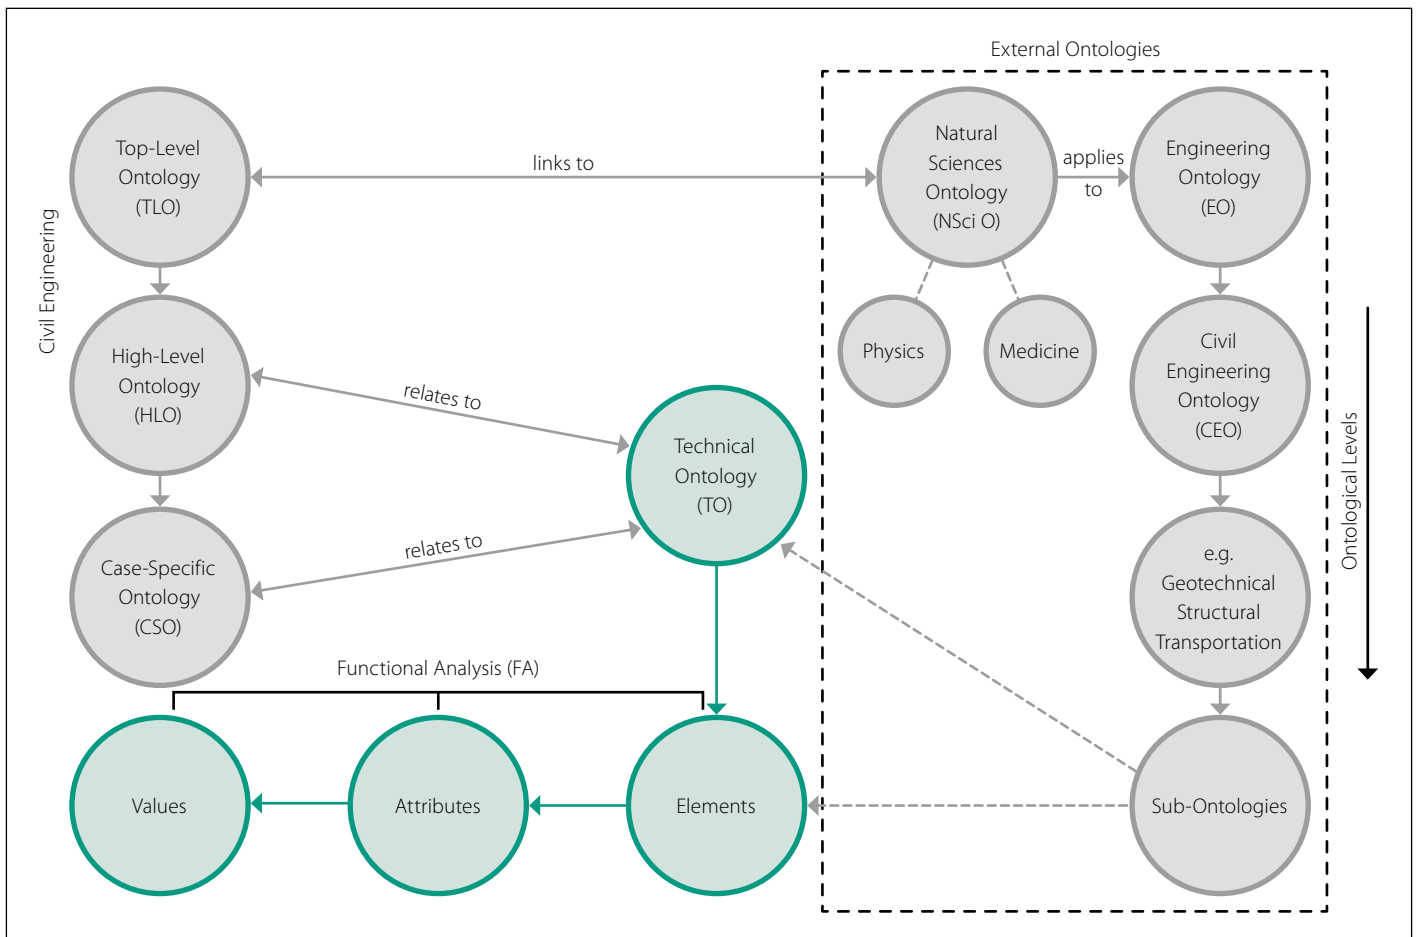 External Ontologies
Top-Level
Ontology
(TLO)
links to
Natural
Sciences
Ontology
(NSci O)
applies
to
Engineering
Ontology
(EO)
Civil Engineering
High-Level
Ontology
(HLO)
relates to
Physics
Medicine
Civil
Engineering
Ontology
(CEO)
Technical
Ontology
(TO)
Ontological Levels
Case-Specific
Ontology
(CSO)
relates to
e.g.
Geotechnical
Structural
Transportation
Functional Analysis (FA)
Values
Attributes
Elements
Sub-Ontologies